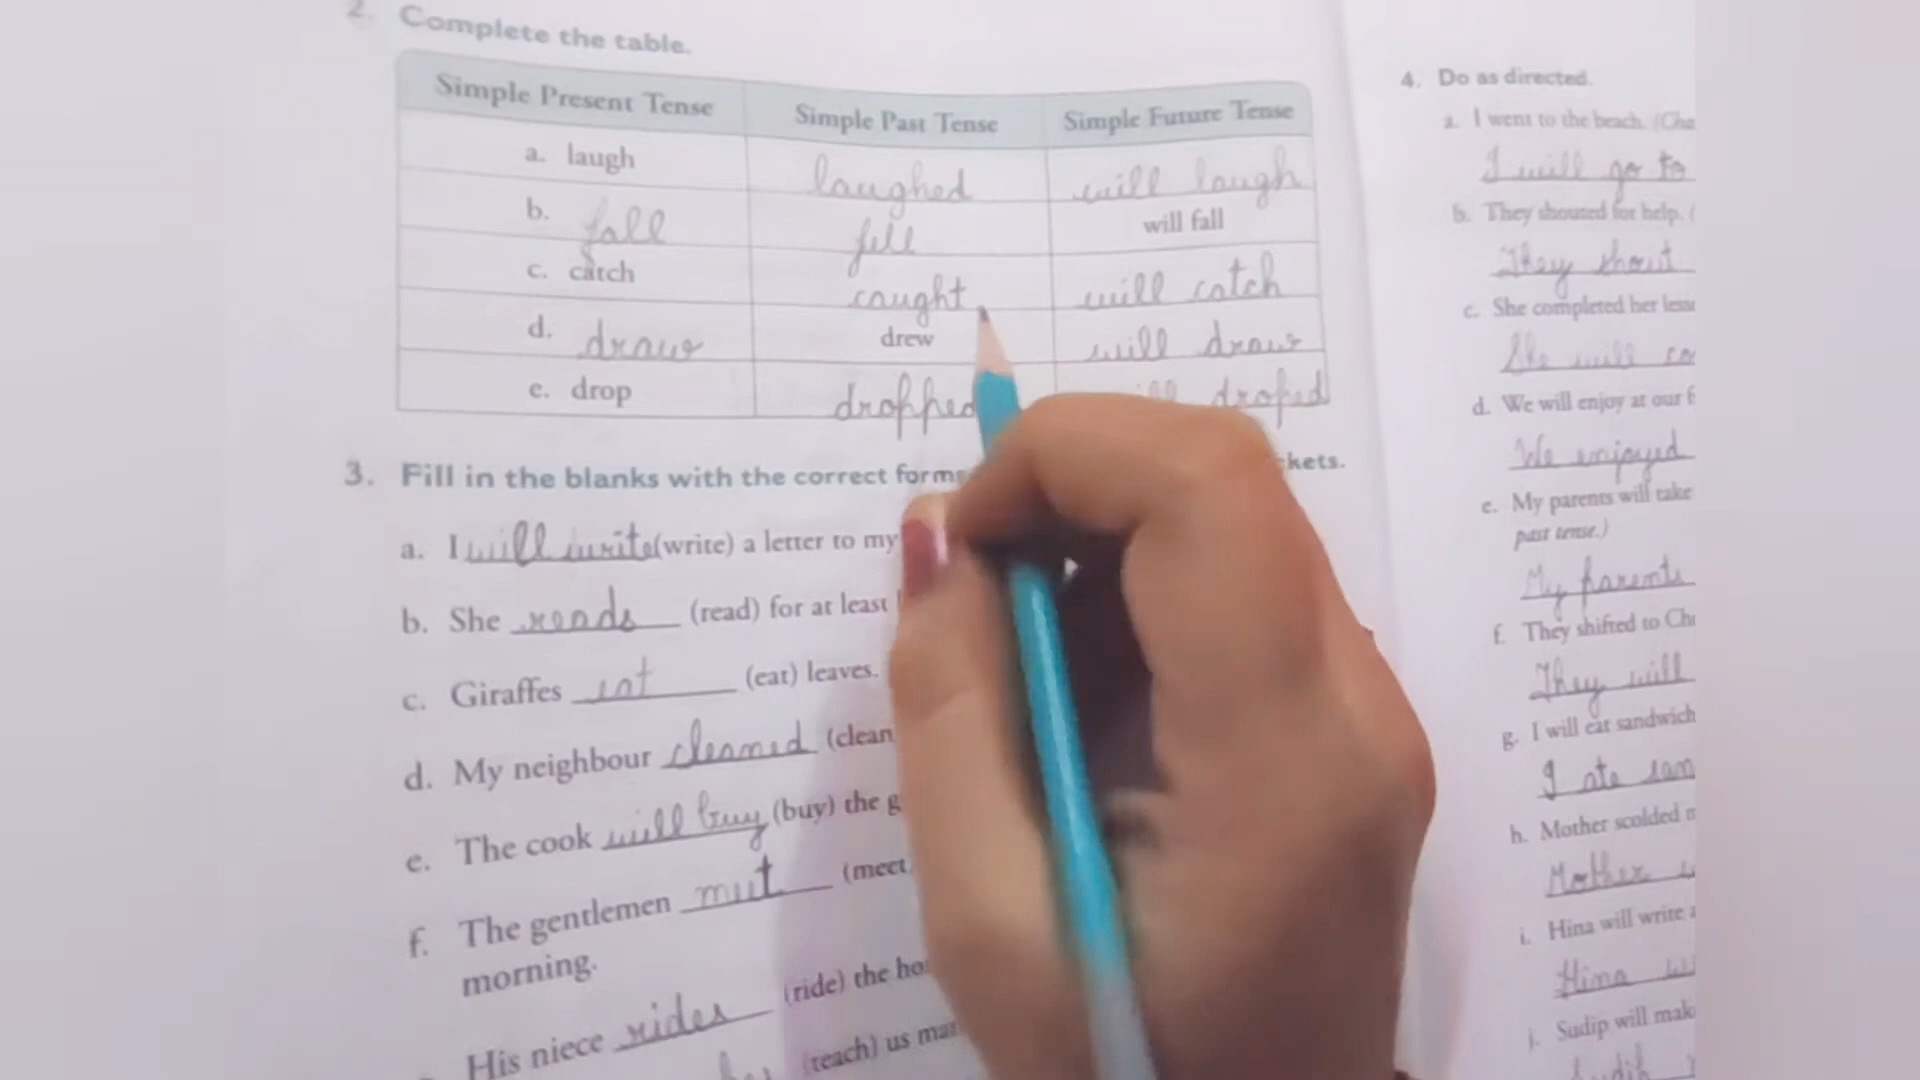 2. Complete the table.
Simple Present Tense Simple Past Tense Simple Future Tense
a. laugh laughed will laugh
b. fall fell will fall
c. catch caught will catch
d. draw drew will draw
e. drop dropped droped
3. Fill in the blanks with the correct forms
a. I will write (write) a letter to my
b. She reads (read) for at least
c. Giraffes eat (eat) leaves.
d. My neighbour cleaned (clean
e. The cook will buy (buy) the g
f. The gentlemen meet (meet
morning.
His niece rides (ride) the ho
(reach) us ma
4. Do as directed.
a. I went to the beach. (Cha
I will go to
b. They shouted for help. (
They shout
c. She completed her less
She will co
d. We will enjoy at our f
We enjoyed
e. My parents will take
past tense.)
My parents
f. They shifted to Ch
They will
g. I will eat sandwich
I ate san
h. Mother scolded
Mother
i. Hina will write a
Hina wi
j. Sudip will mak